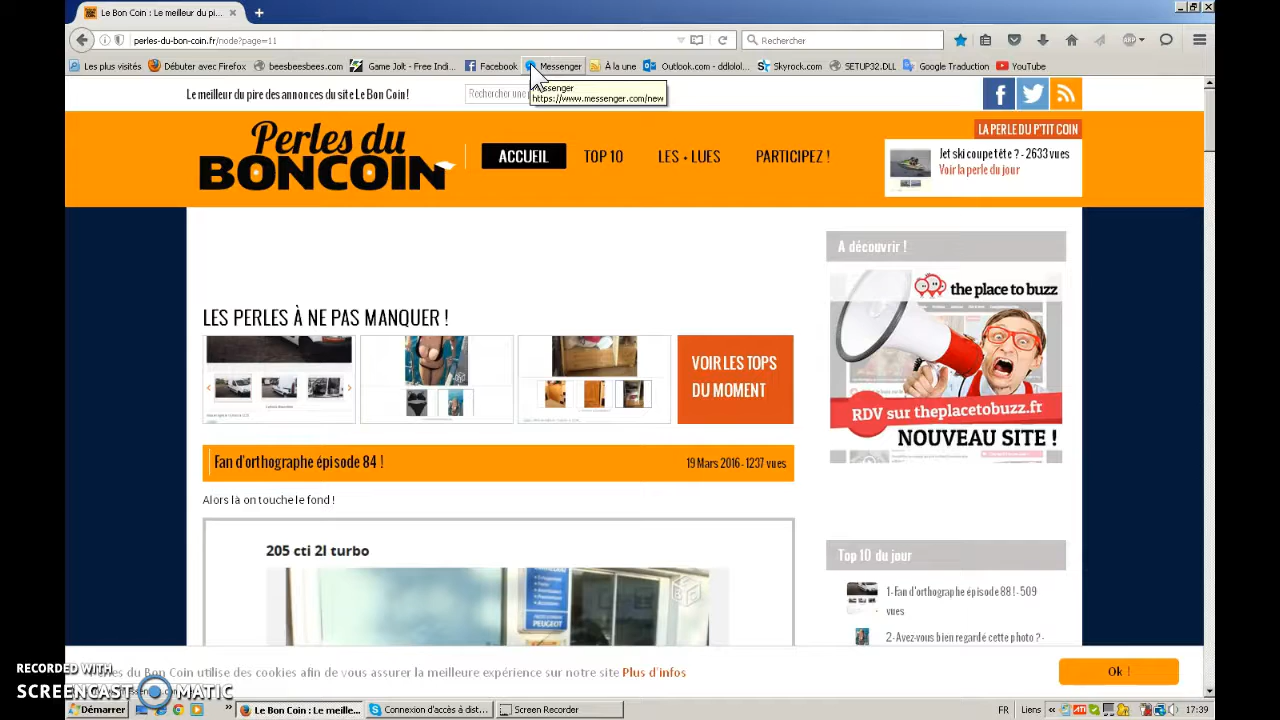 Le Bon Coin : Le meilleur du pi...
perles-du-bon-coin.fr/node?page=11
Rechercher
Les plus visités
Débuter avec Firefox
beesbeesbees.com
Game Jolt - Free Indi...
Facebook
Messenger
À la une
Outlook.com - ddlolol...
Skyrock.com
SETUP32.DLL
Google Traduction
YouTube
https://www.messenger.com/new
Le meilleur du pire des annonces du site Le Bon Coin !
Rechercher une
Perles du
BONCOIN
ACCUEIL
TOP 10
LES + LUES
PARTICIPEZ !
LA PERLE DU P'TIT COIN
Jet ski coupe tête ? - 2633 vues
Voir la perle du jour
A découvrir !
the place to buzz
RDV sur theplacetobuzz.fr
NOUVEAU SITE !
LES PERLES À NE PAS MANQUER !
VOIR LES TOPS
DU MOMENT
Fan d'orthographe épisode 84 !
19 Mars 2016 - 1237 vues
Alors là on touche le fond !
205 cti 2l turbo
PEUGEOT
Top 10 du jour
1- Fan d'orthographe épisode 88 ! - 509
vues
2- Avez-vous bien regardé cette photo ? -
Perles du Bon Coin utilise des cookies afin de vous assurer la meilleure expérience sur notre site Plus d'infos
Ok !
RECORDED WITH
SCREENCAST MATIC
Démarrer
Le Bon Coin : Le meille...
Connexion d'accès à dist...
Screen Recorder
FR
Liens
17:39